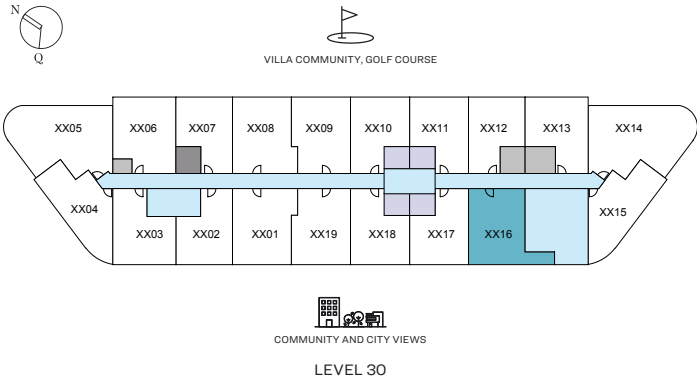 N
Q
VILLA COMMUNITY, GOLF COURSE
XX05 XX06 XX07 XX08 XX09 XX10 XX11 XX12 XX13 XX14
XX04 XX03 XX02 XX01 XX19 XX18 XX17 XX16 XX15
COMMUNITY AND CITY VIEWS
LEVEL 30